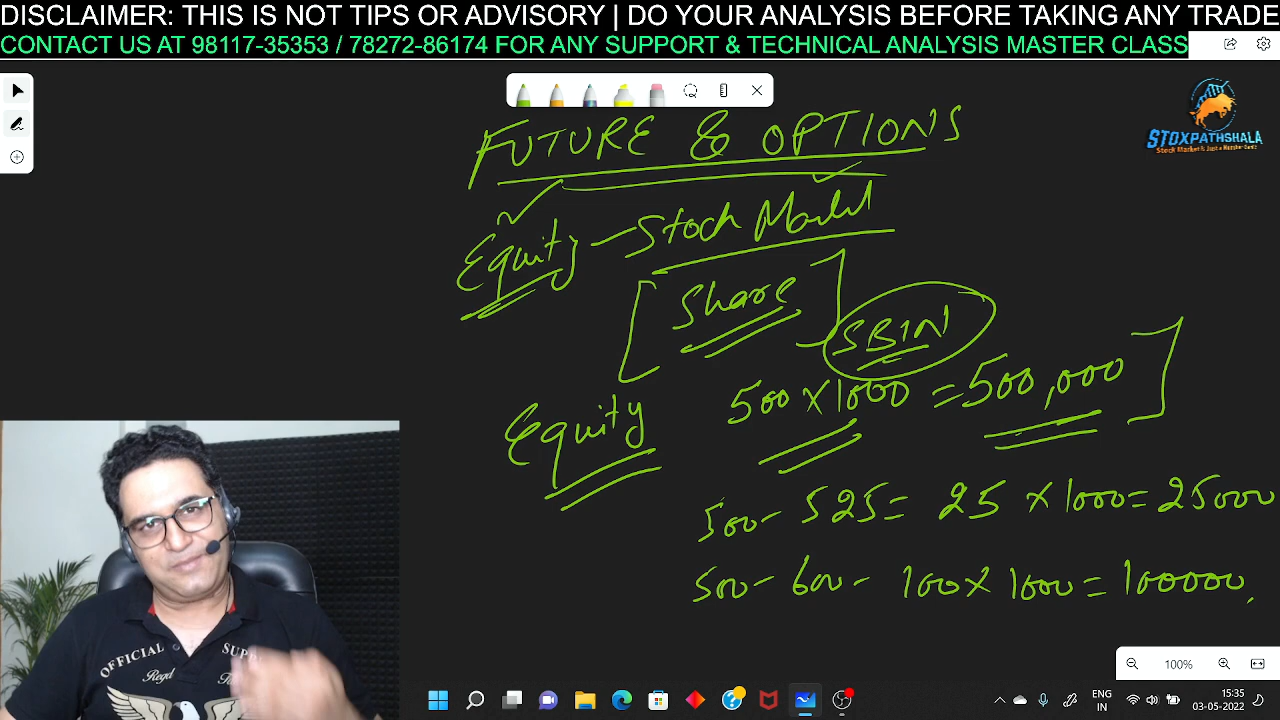 DISCLAIMER: THIS IS NOT TIPS OR ADVISORY | DO YOUR ANALYSIS BEFORE TAKING ANY TRADE
CONTACT US AT 98117-35353 / 78272-86174 FOR ANY SUPPORT & TECHNICAL ANALYSIS MASTER CLASS
STOXPATHSHALA
FUTURE & OPTIONS
Equity - Stock Market
[Share]
SBIN
Equity 500 x 1000 = 500,000]
500 - 525 = 25 x 1000 = 25000
500 - 600 - 100 x 1000 = 100000
OFFICIAL SUPP
Regd
100%
ENG
IN
15:35
03-05-2022